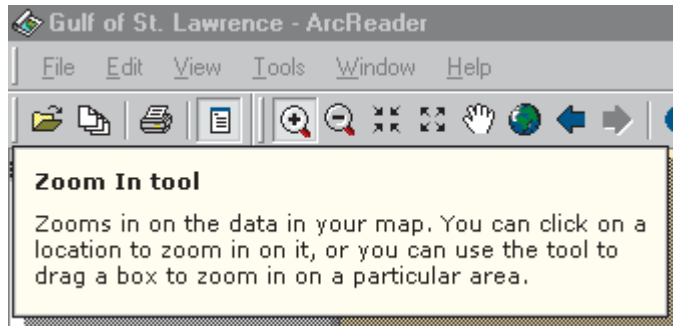 Gulf of St. Lawrence - ArcReader
File Edit View Tools Window Help
Zoom In tool
Zooms in on the data in your map. You can click on a
location to zoom in on it, or you can use the tool to
drag a box to zoom in on a particular area.